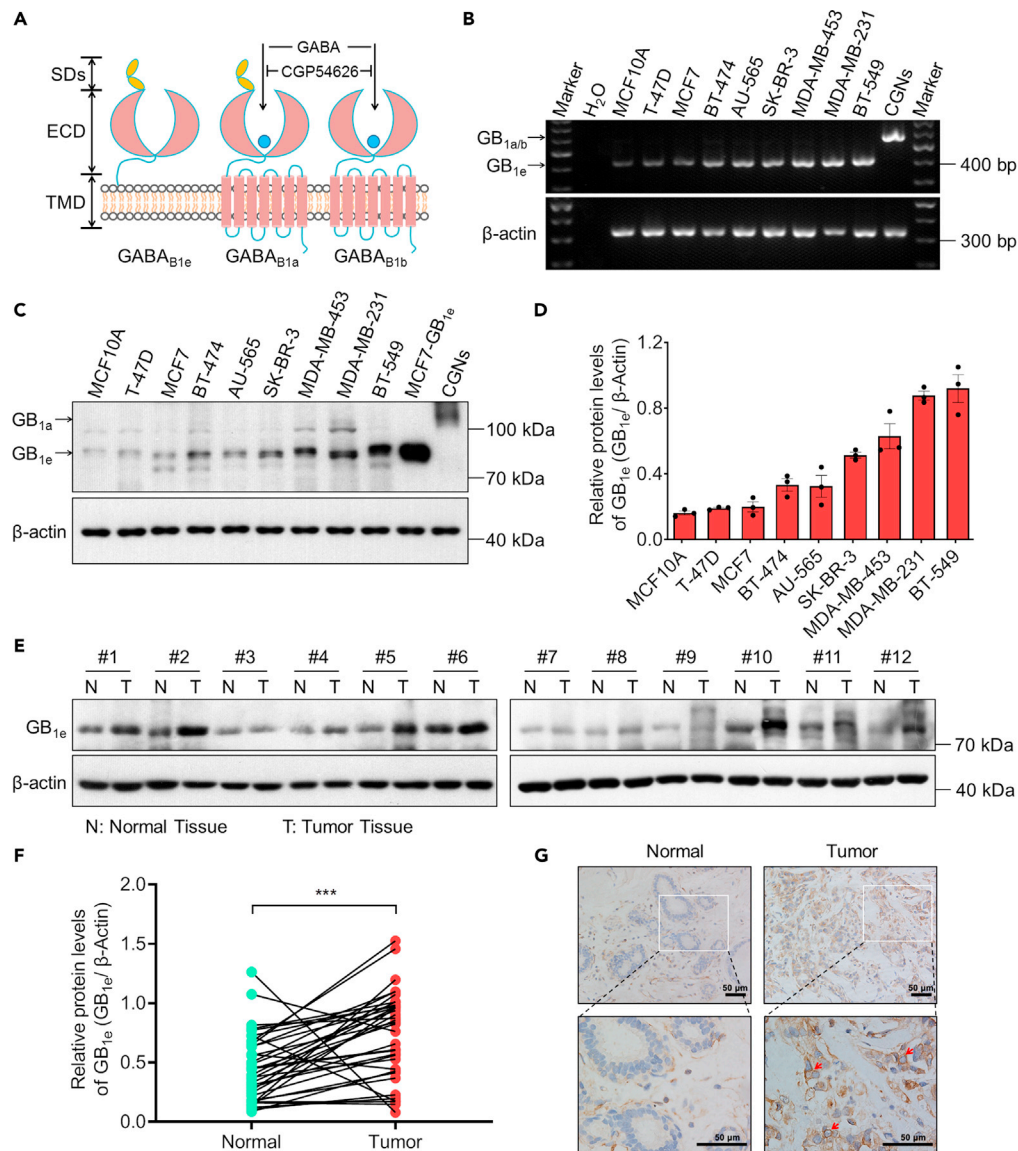 A
GABA
CGP54626
SDs
ECD
TMD
GABAB1e
GABAB1a
GABAB1b
B
Marker
H2O
MCF10A
T-47D
MCF7
BT-474
AU-565
SK-BR-3
MDA-MB-453
MDA-MB-231
BT-549
CGNs
Marker
GB1a/b
GB1e
400 bp
β-actin
300 bp
C
MCF10A
T-47D
MCF7
BT-474
AU-565
SK-BR-3
MDA-MB-453
MDA-MB-231
BT-549
MCF7-GB1e
CGNs
GB1a
100 kDa
GB1e
70 kDa
β-actin
40 kDa
D
Relative protein levels
of GB1e (GB1e/ β-Actin)
1.2
0.8
0.4
0.0
MCF10A
T-47D
MCF7
BT-474
AU-565
SK-BR-3
MDA-MB-453
MDA-MB-231
BT-549
E
#1 #2 #3 #4 #5 #6 #7 #8 #9 #10 #11 #12
N T N T N T N T N T N T N T N T N T N T N T N T
GB1e
70 kDa
β-actin
40 kDa
N: Normal Tissue T: Tumor Tissue
F
Relative protein levels
of GB1e (GB1e/ β-Actin)
2.0
1.5
1.0
0.5
0.0
***
Normal Tumor
G
Normal Tumor
50 μm 50 μm
50 μm 50 μm